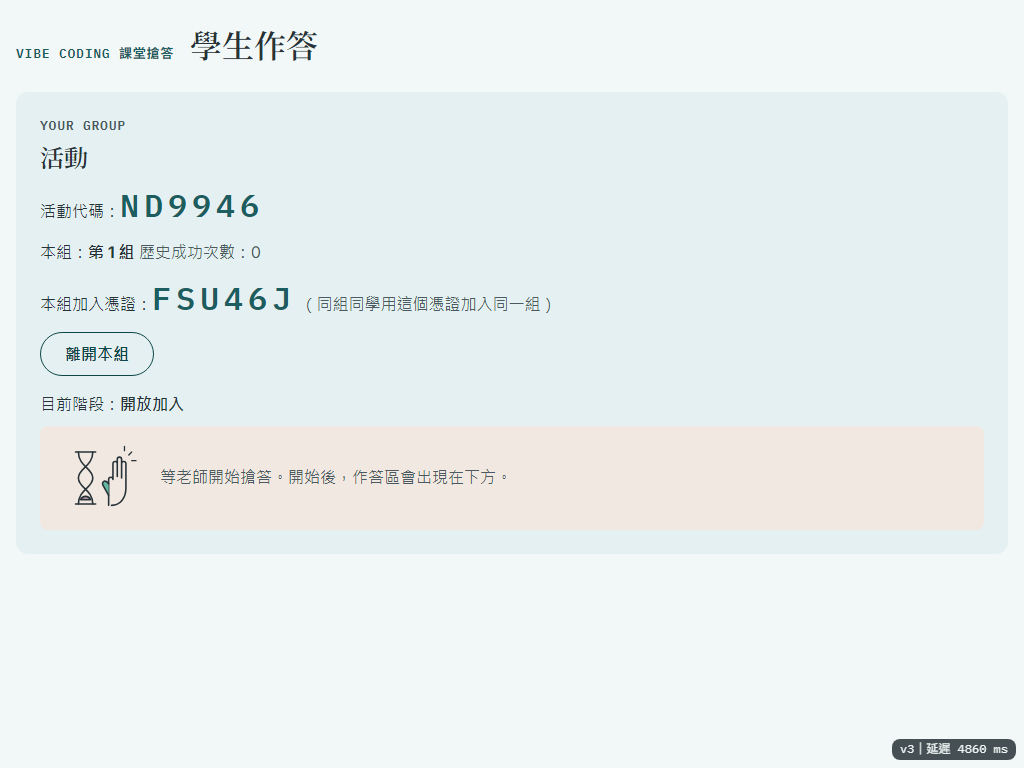 VIBE CODING 課堂搶答 學生作答
YOUR GROUP
活動
活動代碼：ND9946
本組：第 1 組 歷史成功次數：0
本組加入憑證：FSU46J （同組同學用這個憑證加入同一組）
離開本組
目前階段：開放加入
等老師開始搶答。開始後，作答區會出現在下方。
v3｜延遲 4860 ms